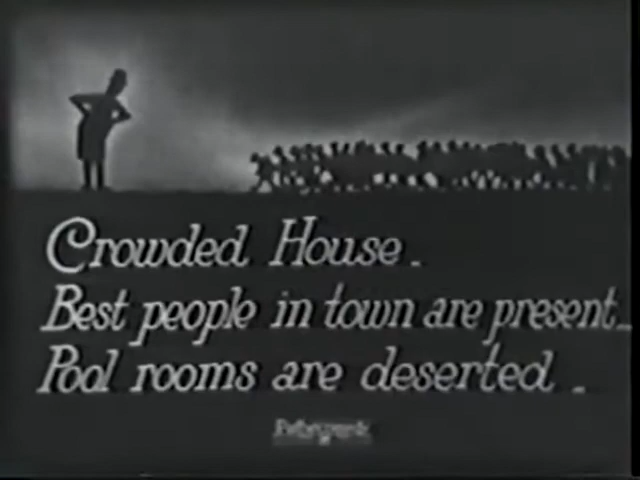 Crowded House.
Best people in town are present...
Pool rooms are deserted.